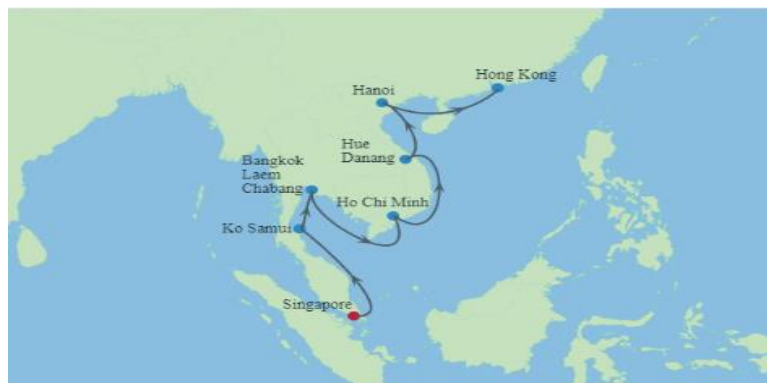 Hong Kong
Hanoi
Hue
Danang
Bangkok
Laem
Chabang
Ho Chi Minh
Ko Samui
Singapore